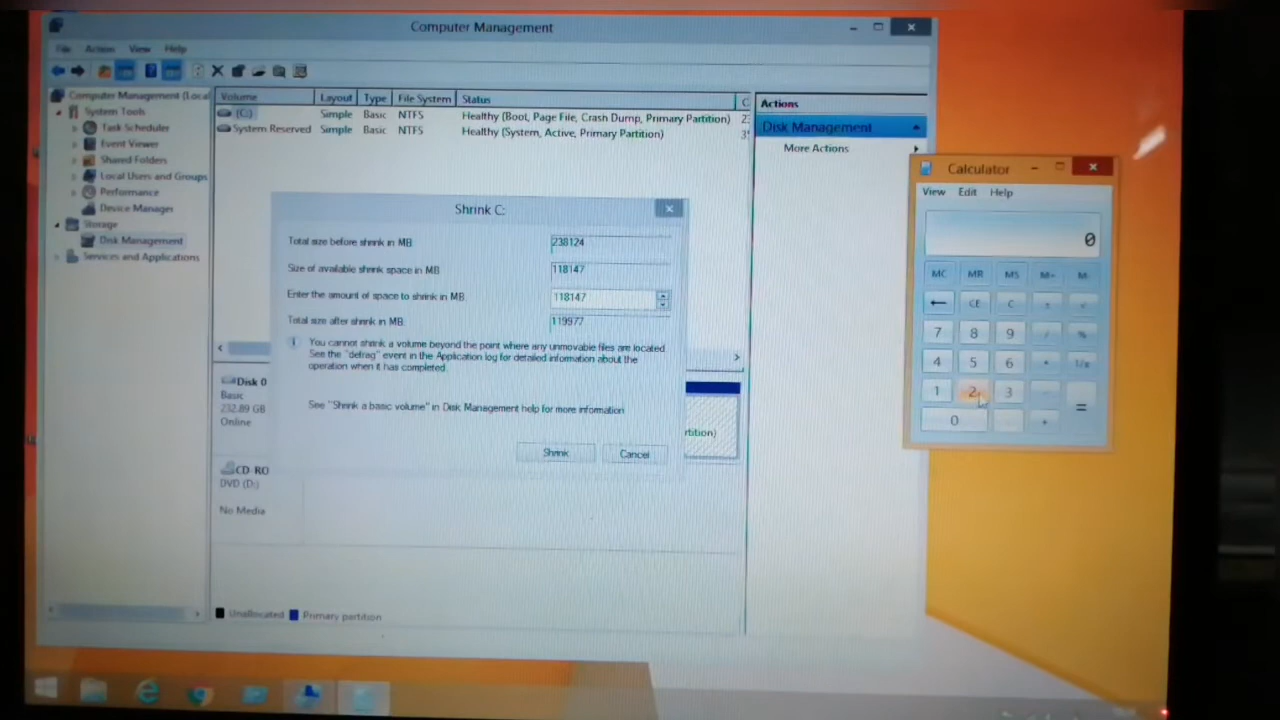 Computer Management
File Action View Help
Computer Management (Local
System Tools
Task Scheduler
Event Viewer
Shared Folders
Local Users and Groups
Performance
Device Manager
Storage
Disk Management
Services and Applications
Volume Layout Type File System Status C
(C:) Simple Basic NTFS Healthy (Boot, Page File, Crash Dump, Primary Partition) 23
System Reserved Simple Basic NTFS Healthy (System, Active, Primary Partition)
Actions
Disk Management
More Actions
Shrink C:
Total size before shrink in MB 238124
Size of available shrink space in MB 118147
Enter the amount of space to shrink in MB 118147
Total size after shrink in MB 119977
You cannot shrink a volume beyond the point where any unmovable files are located.
See the "defrag" event in the Application log for detailed information about the
operation when it has completed.
See "Shrink a basic volume" in Disk Management help for more information
Shrink Cancel
Disk 0
Basic
232.89 GB
Online
rtition)
CD-RO
DVD (D:)
No Media
Unallocated Primary partition
Calculator
View Edit Help
0
MC MR MS M+ M-
← CE C ± √
7 8 9 / %
4 5 6 * 1/x
1 2 3 - =
0 . +